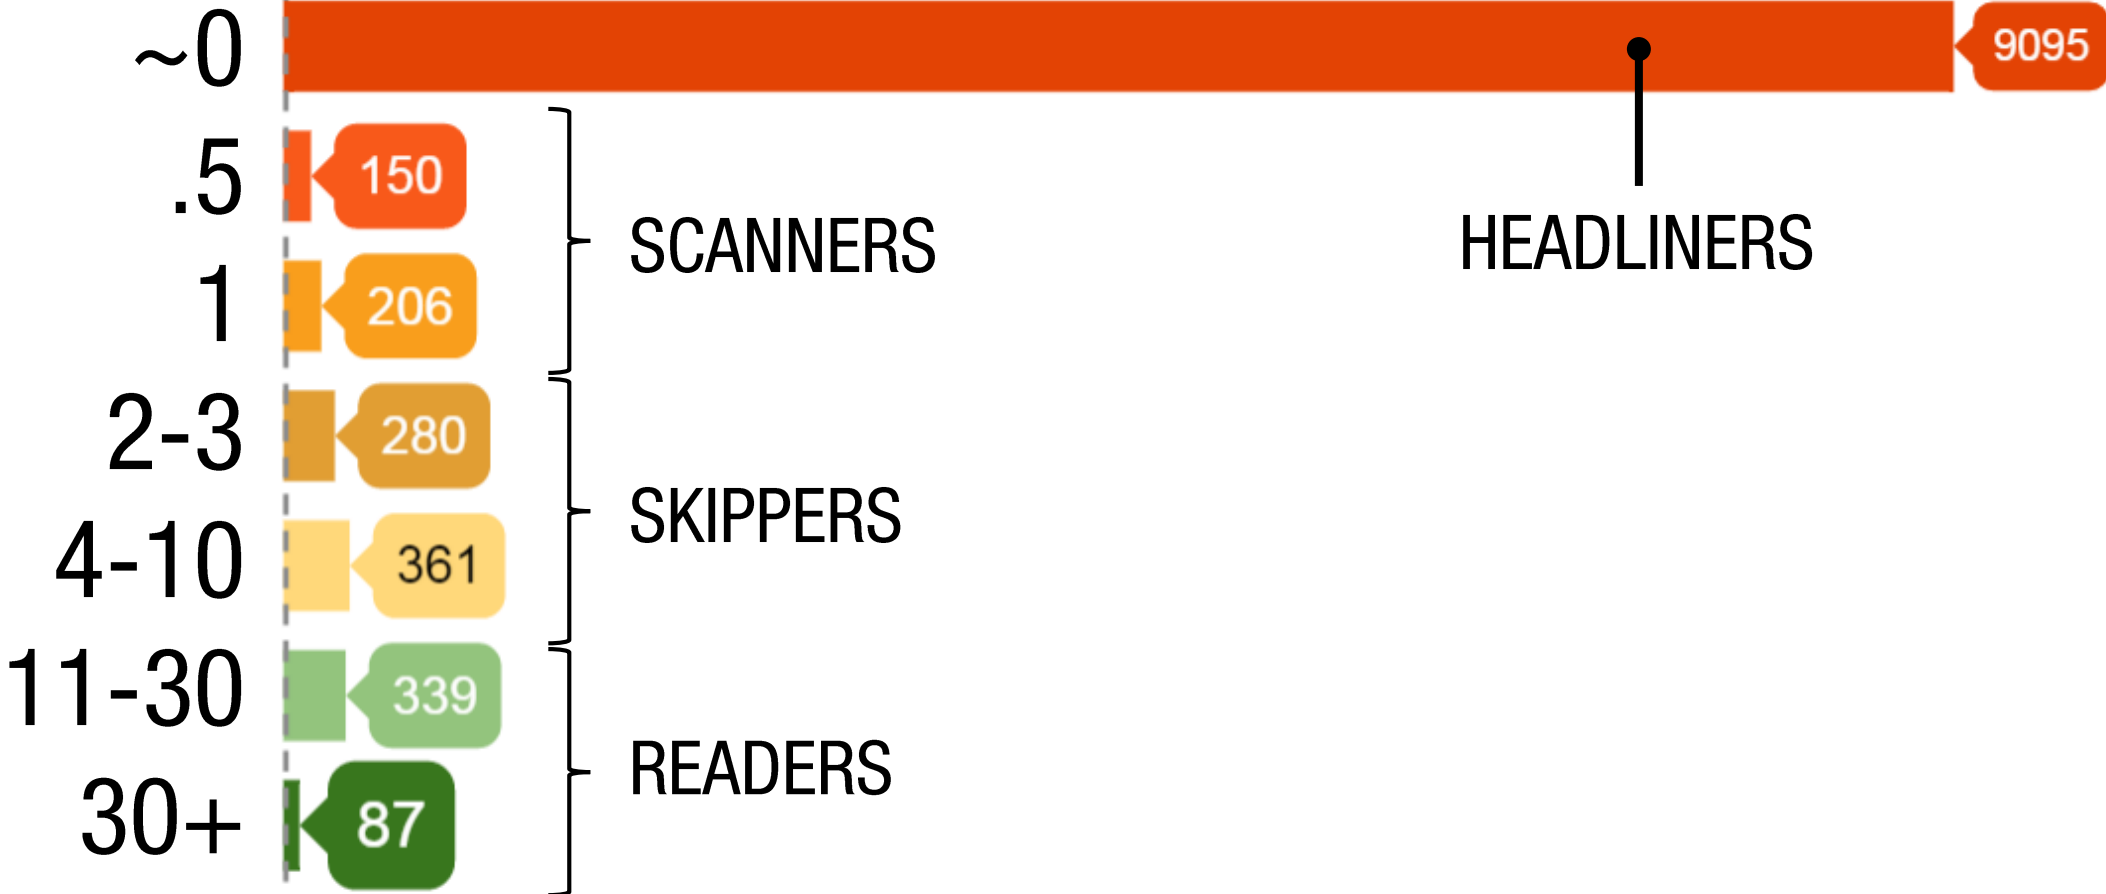 ~0 9095
.5 150
1 206
SCANNERS
HEADLINERS
2-3 280
4-10 361
SKIPPERS
11-30 339
30+ 87
READERS